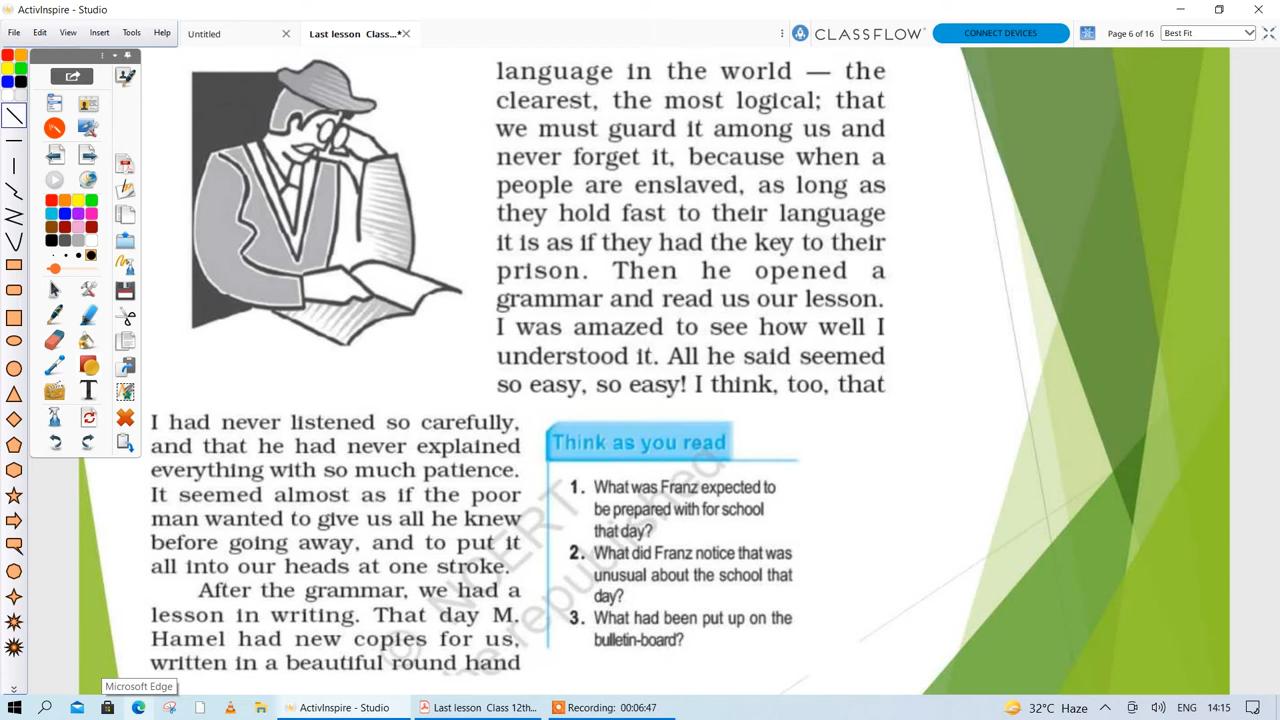 ActivInspire - Studio
File Edit View Insert Tools Help
Untitled
Last lesson Class...*
CLASSFLOW
CONNECT DEVICES
Page 6 of 16
Best Fit
language in the world — the
clearest, the most logical; that
we must guard it among us and
never forget it, because when a
people are enslaved, as long as
they hold fast to their language
it is as if they had the key to their
prison. Then he opened a
grammar and read us our lesson.
I was amazed to see how well I
understood it. All he said seemed
so easy, so easy! I think, too, that
I had never listened so carefully,
and that he had never explained
everything with so much patience.
It seemed almost as if the poor
man wanted to give us all he knew
before going away, and to put it
all into our heads at one stroke.
After the grammar, we had a
lesson in writing. That day M.
Hamel had new copies for us,
written in a beautiful round hand
Think as you read
1. What was Franz expected to
be prepared with for school
that day?
2. What did Franz notice that was
unusual about the school that
day?
3. What had been put up on the
bulletin-board?
© NCERT
be republished
Microsoft Edge
ActivInspire - Studio
Last lesson Class 12th...
Recording: 00:06:47
32°C Haze
ENG
14:15